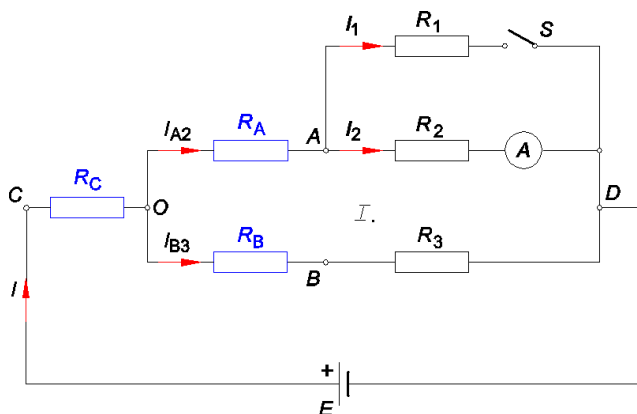 I1 R1 S
IA2 RA A I2 R2 A
C RC O I. D
IB3 RB B R3
I
+
E